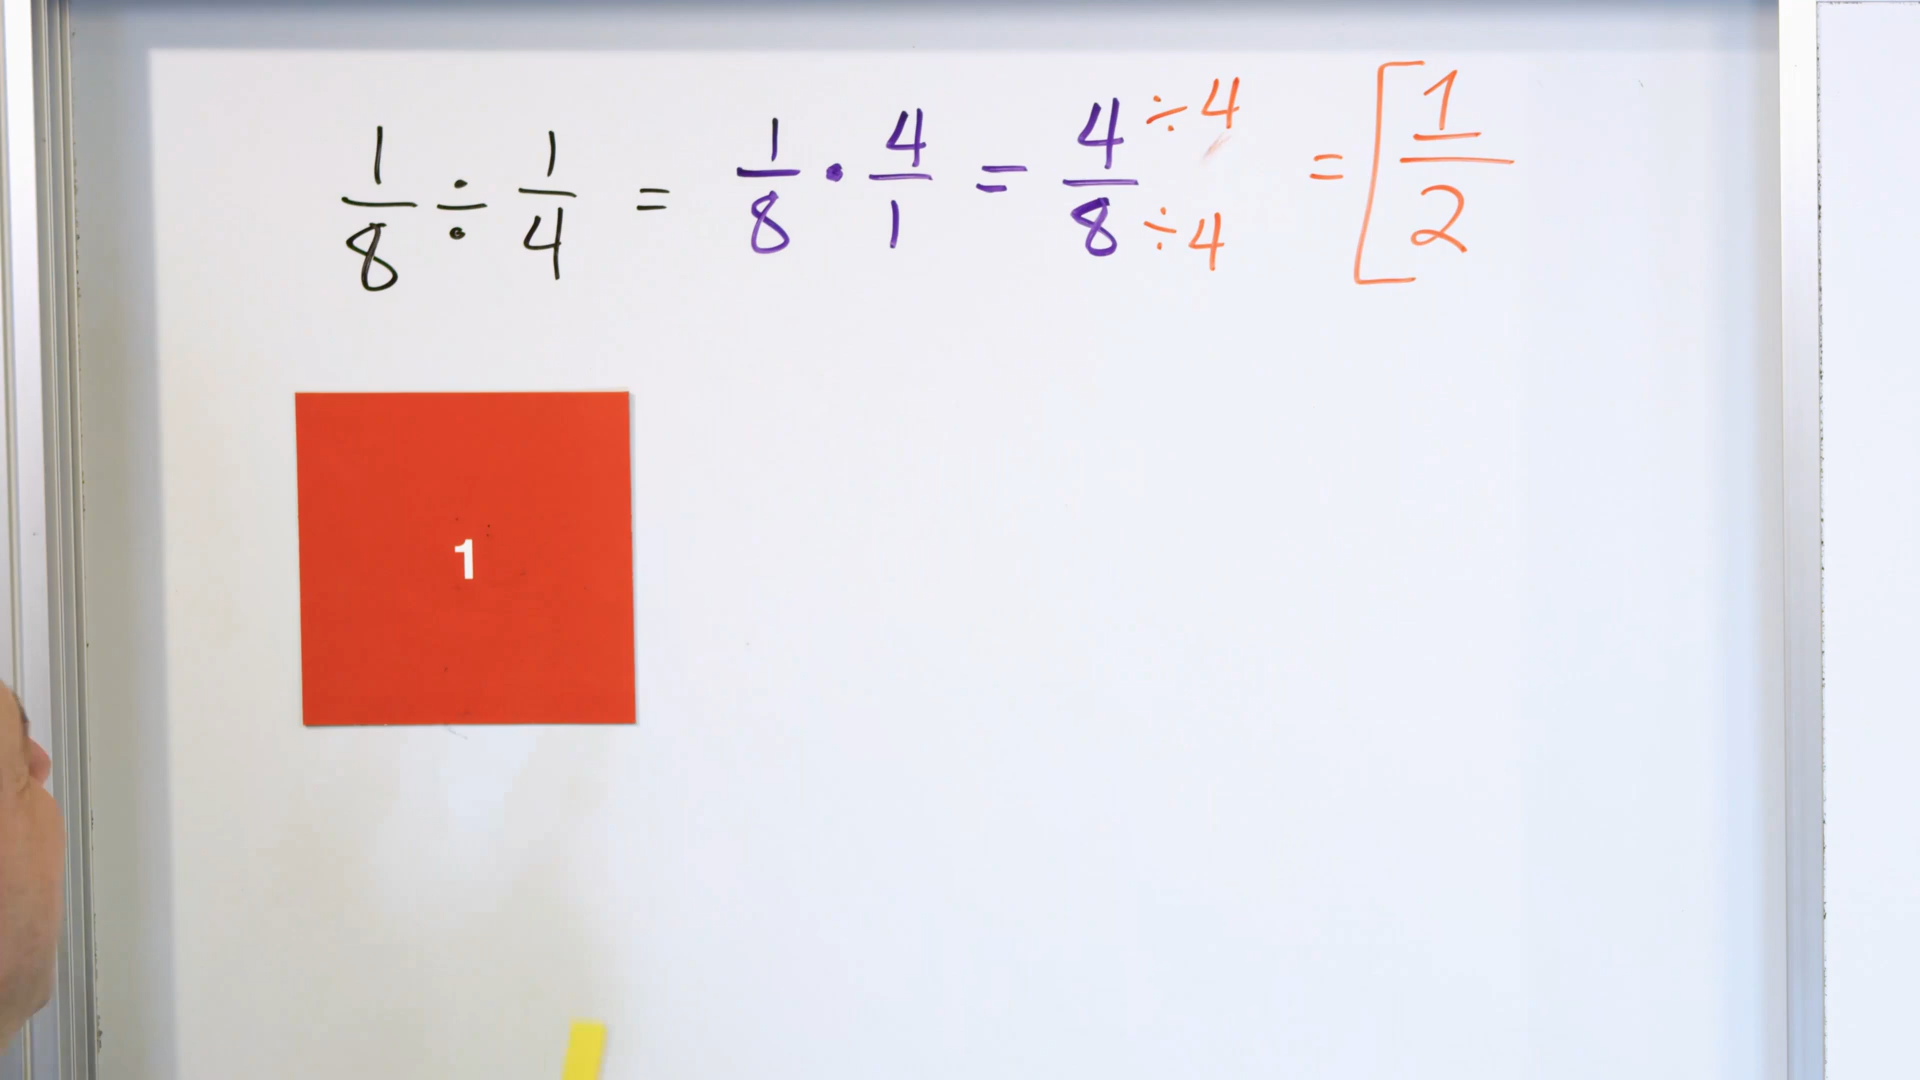 1/8 ÷ 1/4 = 1/8 · 4/1 = 4/8 ÷4 ÷4 = [1/2
1